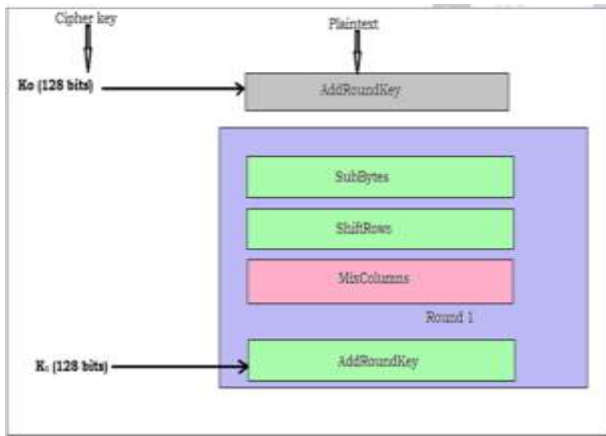 Cipher key
Plaintext
K0 (128 bits)
AddRoundKey
SubBytes
ShiftRows
MixColumns
Round 1
K₁ (128 bits)
AddRoundKey